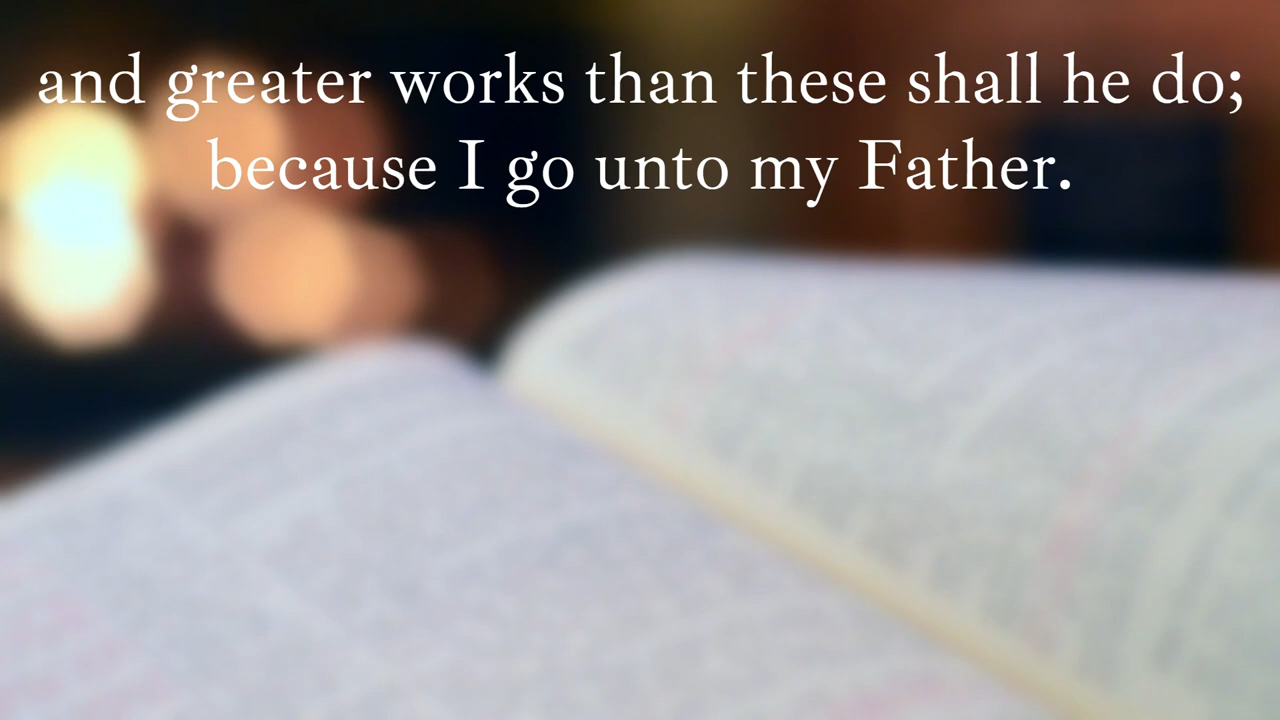 and greater works than these shall he do;
because I go unto my Father.